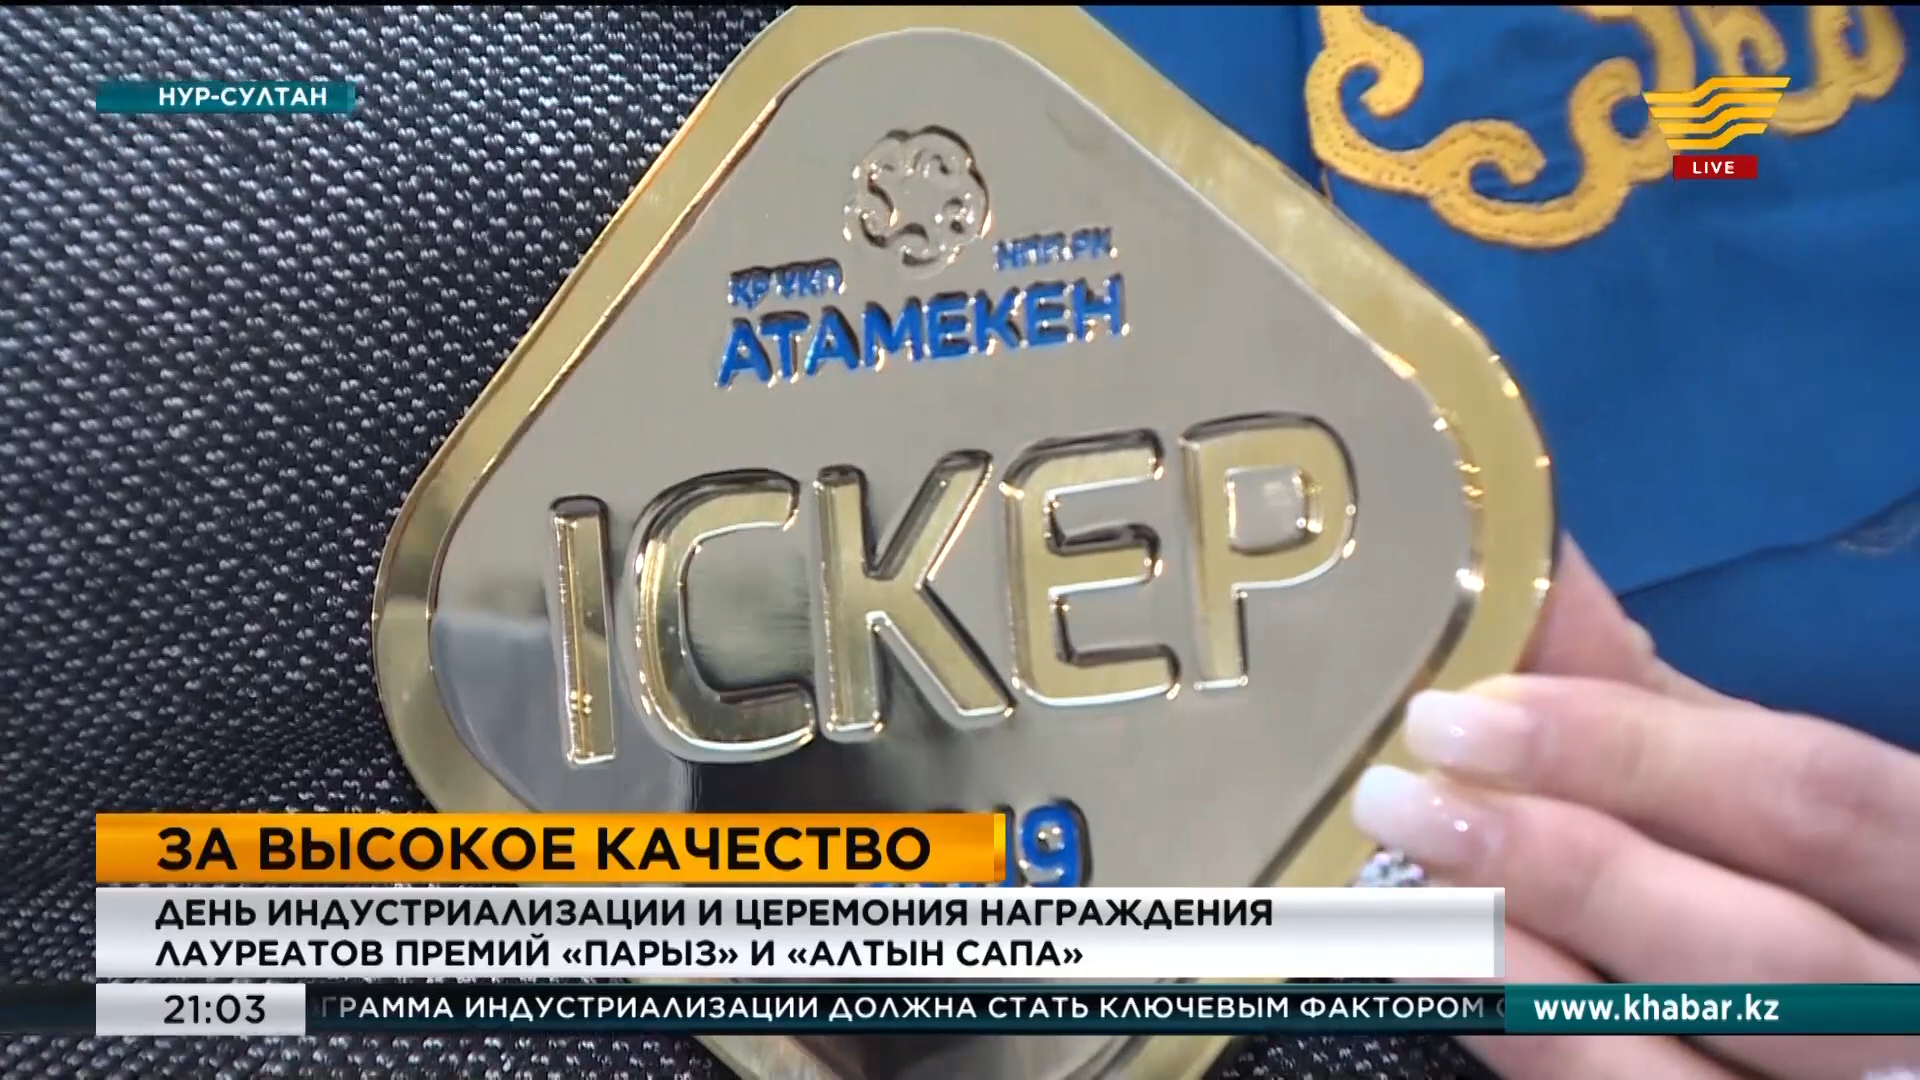 НУР-СУЛТАН
LIVE
ҚР ҰКП
НПП РК
АТАМЕКЕН
ІСКЕР
ЗА ВЫСОКОЕ КАЧЕСТВО
ДЕНЬ ИНДУСТРИАЛИЗАЦИИ И ЦЕРЕМОНИЯ НАГРАЖДЕНИЯ
ЛАУРЕАТОВ ПРЕМИЙ «ПАРЫЗ» И «АЛТЫН САПА»
21:03
ОГРАММА ИНДУСТРИАЛИЗАЦИИ ДОЛЖНА СТАТЬ КЛЮЧЕВЫМ ФАКТОРОМ
www.khabar.kz